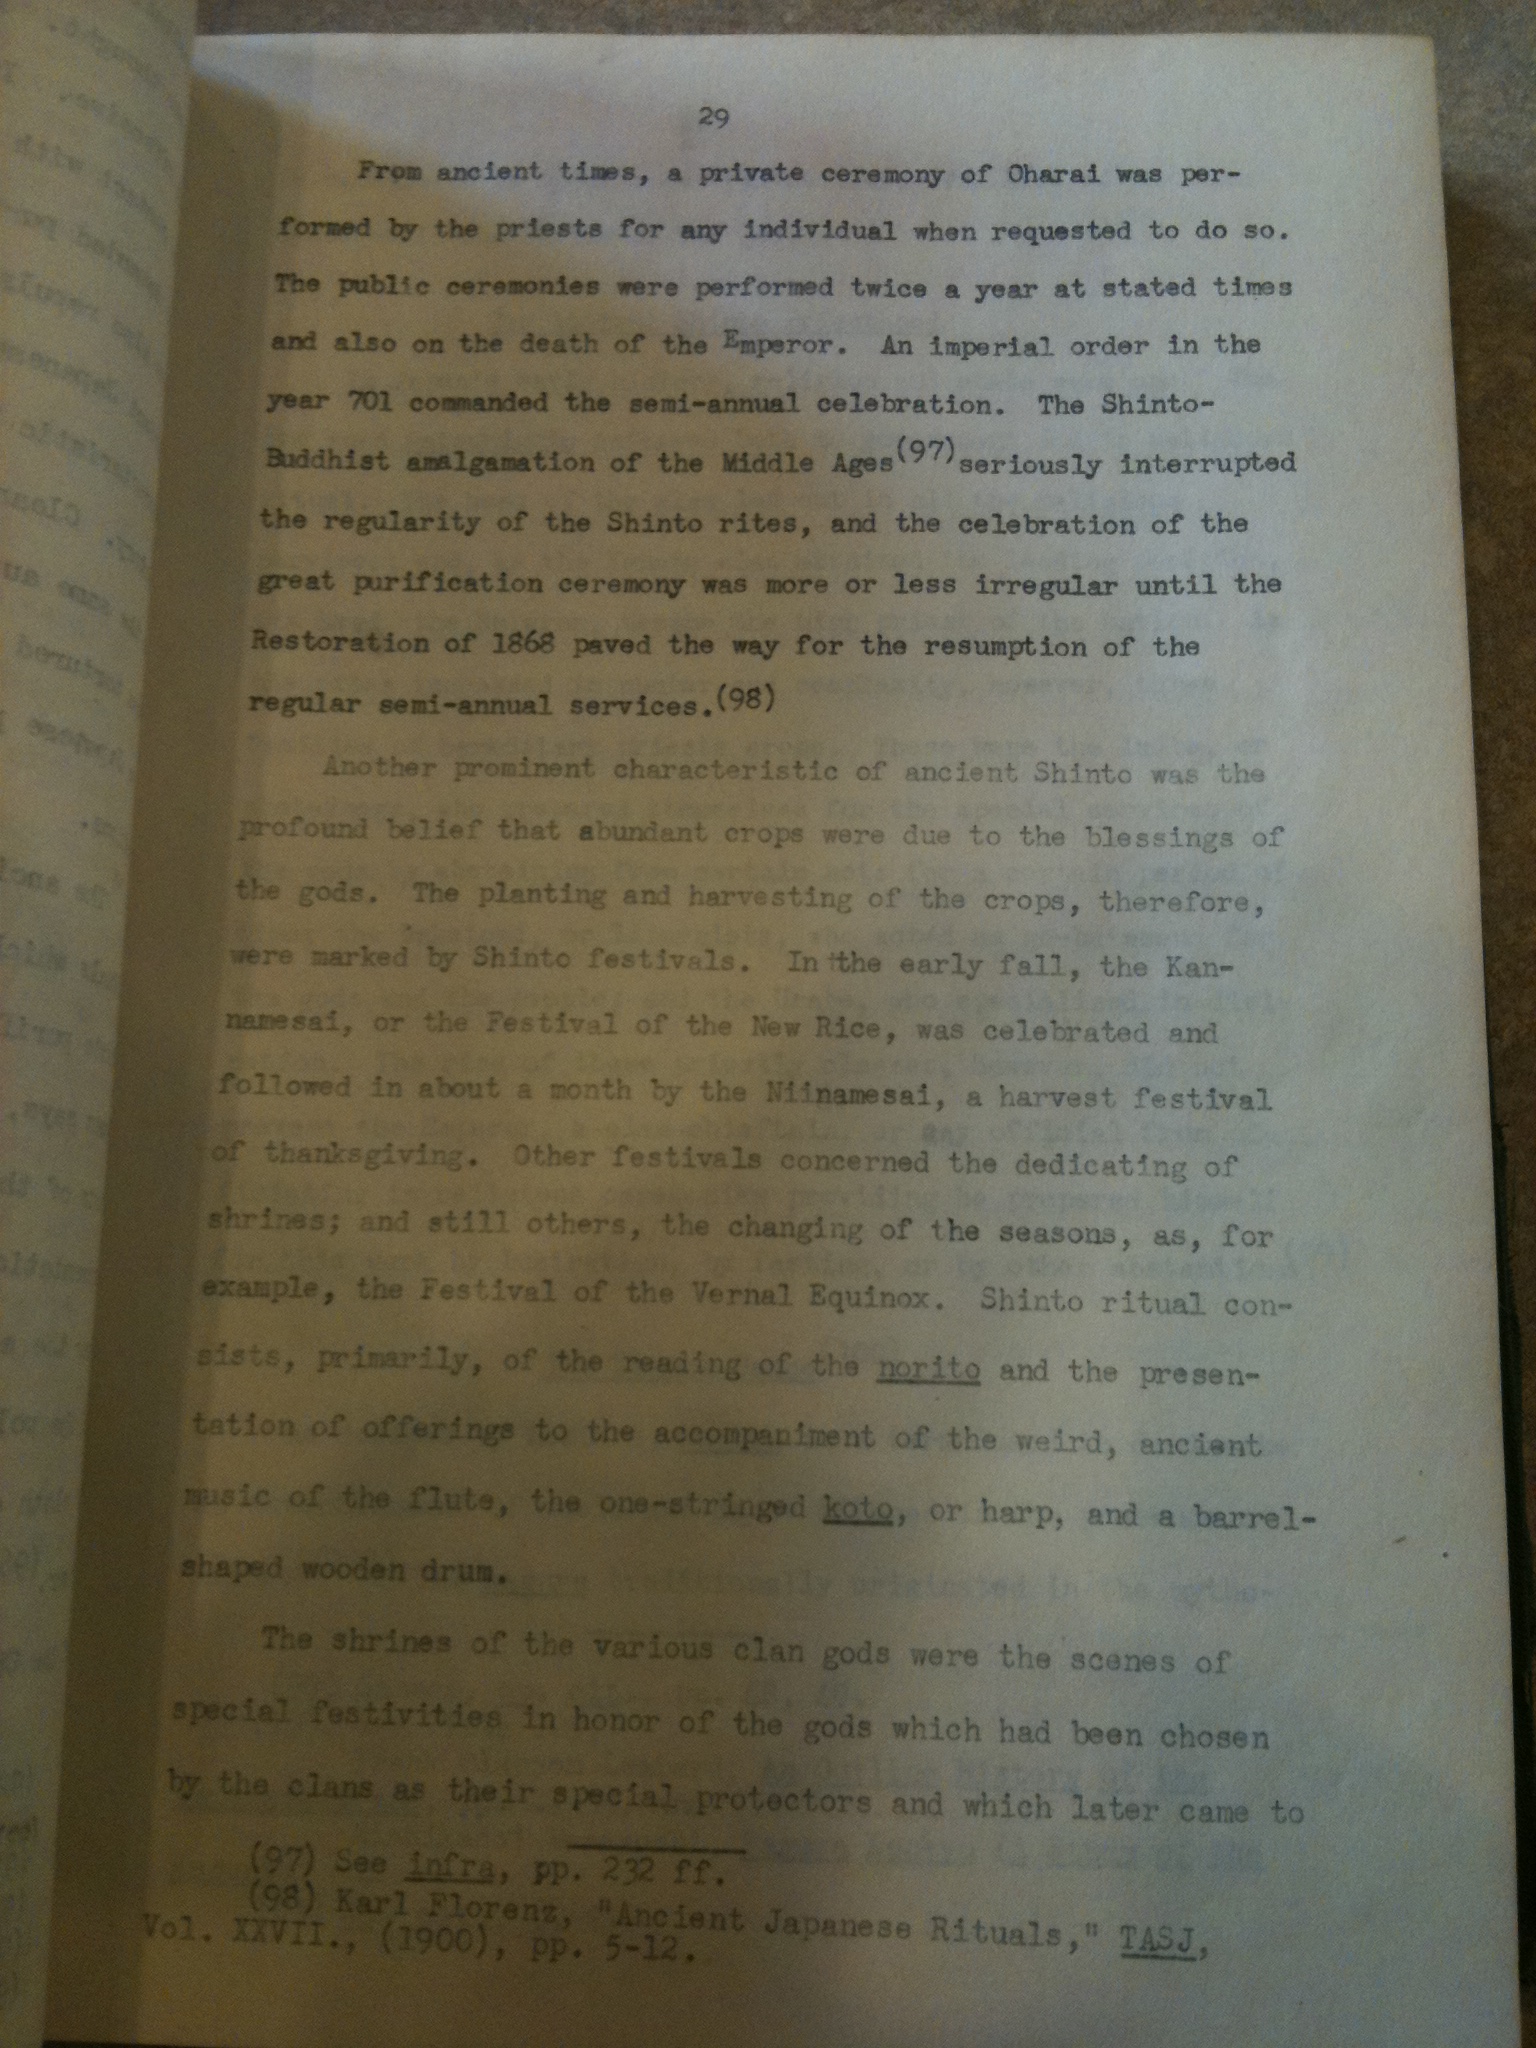 29
From ancient times, a private ceremony of Oharai was per-
formed by the priests for any individual when requested to do so.
The public ceremonies were performed twice a year at stated times
and also on the death of the Emperor. An imperial order in the
year 701 commanded the semi-annual celebration. The Shinto-
Buddhist amalgamation of the Middle Ages(97)seriously interrupted
the regularity of the Shinto rites, and the celebration of the
great purification ceremony was more or less irregular until the
Restoration of 1868 paved the way for the resumption of the
regular semi-annual services.(98)
Another prominent characteristic of ancient Shinto was the
profound belief that abundant crops were due to the blessings of
the gods. The planting and harvesting of the crops, therefore,
were marked by Shinto festivals. In the early fall, the Kan-
namesai, or the Festival of the New Rice, was celebrated and
followed in about a month by the Niinamesai, a harvest festival
of thanksgiving. Other festivals concerned the dedicating of
shrines; and still others, the changing of the seasons, as, for
example, the Festival of the Vernal Equinox. Shinto ritual con-
sists, primarily, of the reading of the norito and the presen-
tation of offerings to the accompaniment of the weird, ancient
music of the flute, the one-stringed koto, or harp, and a barrel-
shaped wooden drum.
The shrines of the various clan gods were the scenes of
special festivities in honor of the gods which had been chosen
by the clans as their special protectors and which later came to
(97) See infra, pp. 232 ff.
(98) Karl Florenz, "Ancient Japanese Rituals," TASJ,
Vol. XXVII., (1900), pp. 5-12.